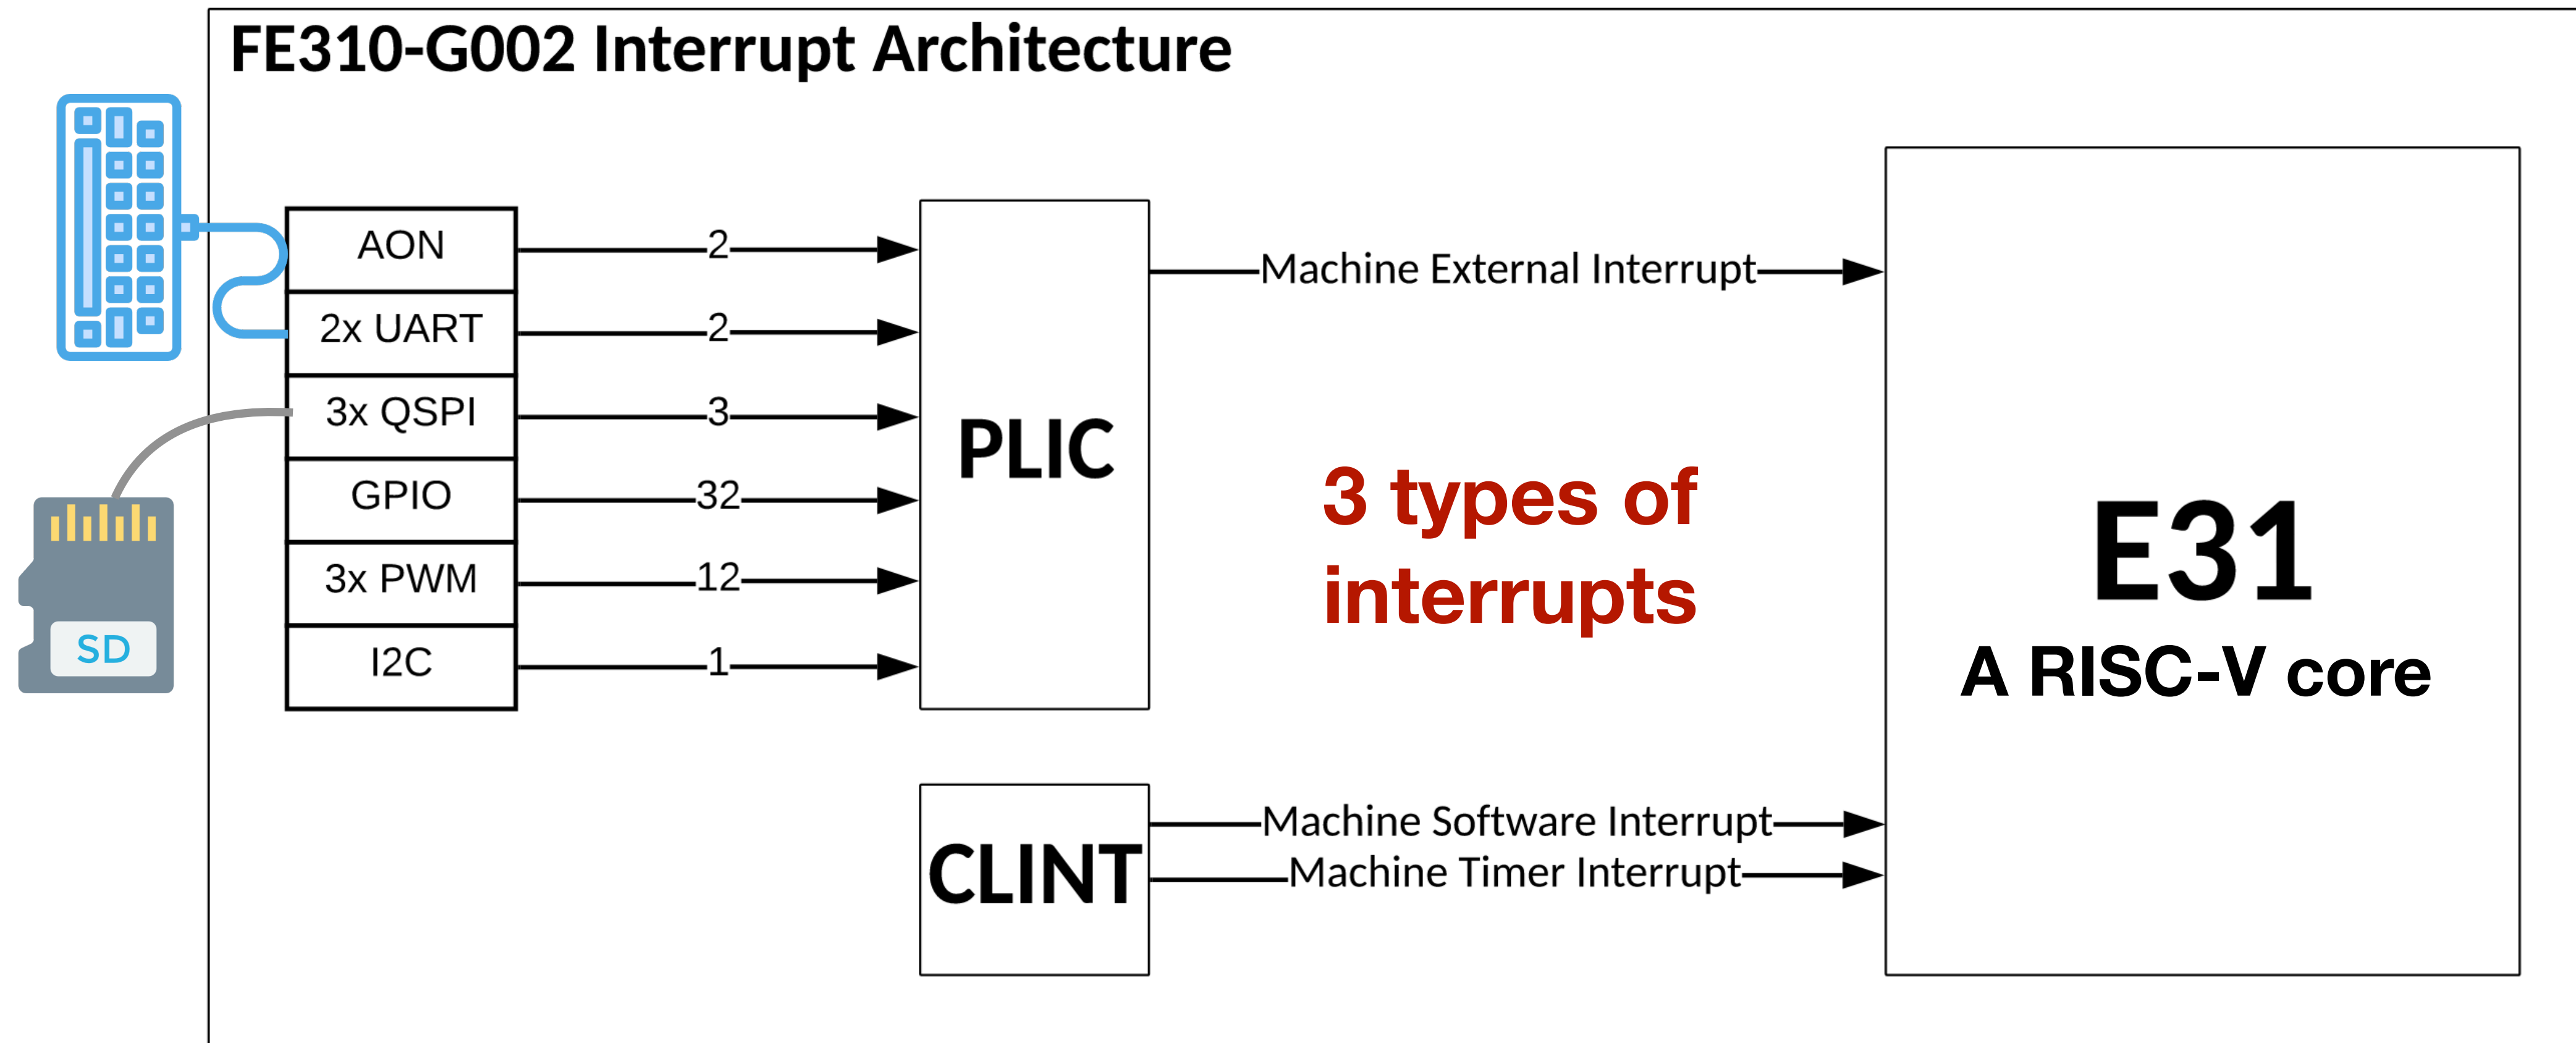 FE310-G002 Interrupt Architecture
AON
2
2x UART
2
3x QSPI
3
GPIO
32
3x PWM
12
I2C
1
PLIC
Machine External Interrupt
3 types of
interrupts
E31
A RISC-V core
SD
CLINT
Machine Software Interrupt
Machine Timer Interrupt